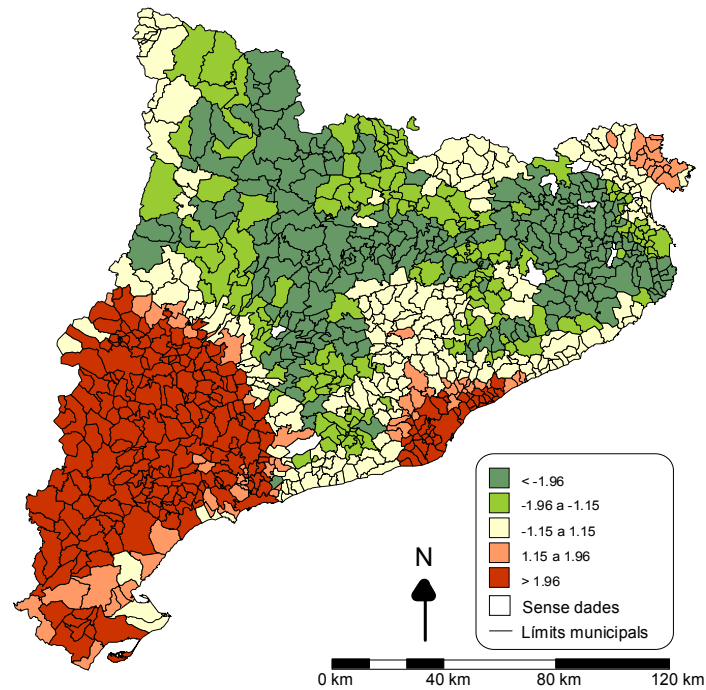 < -1.96
-1.96 a -1.15
-1.15 a 1.15
1.15 a 1.96
> 1.96
Sense dades
Límits municipals
N
0 km 40 km 80 km 120 km